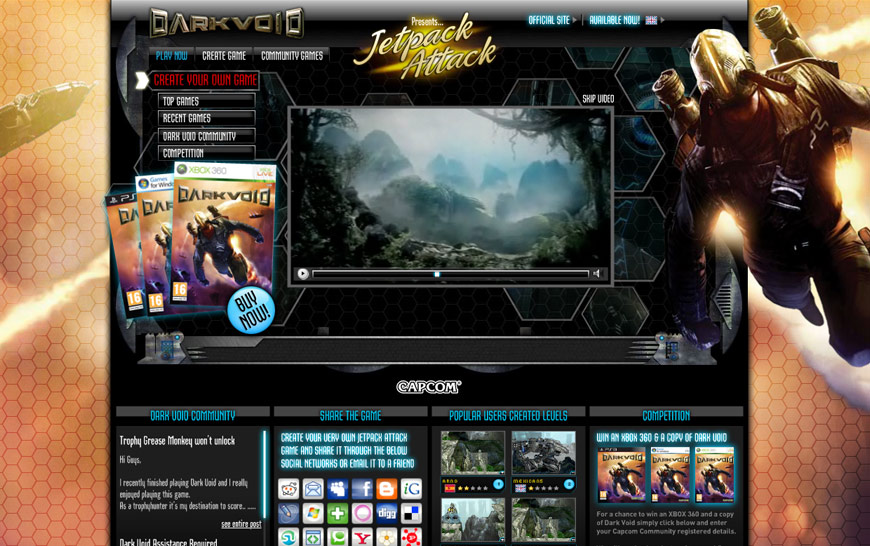 DARKVOID
Presents...
Jetpack
Attack
OFFICIAL SITE
AVAILABLE NOW!
PLAY NOW
CREATE GAME
COMMUNITY GAMES
CREATE YOUR OWN GAME
TOP GAMES
RECENT GAMES
DARK VOID COMMUNITY
COMPETITION
SKIP VIDEO
XBOX 360
LIVE
Games
for Windows
DARKVOID
16
16
16
BUY
NOW!
CAPCOM
DARK VOID COMMUNITY
Trophy Grease Monkey won't unlock
Hi Guys,
I recently finished playing Dark Void and I really
enjoyed playing this game.
As a trophyhunter it's my destination to score.. .....
see entire post
Dark Void Assistance Required
SHARE THE GAME
CREATE YOUR VERY OWN JETPACK ATTACK
GAME AND SHARE IT THROUGH THE BELOW
SOCIAL NETWORKS OR EMAIL IT TO A FRIEND
iG
digg
POPULAR USERS CREATED LEVELS
COMPETITION
WIN AN XBOX 360 & A COPY OF DARK VOID
For a chance to win an XBOX 360 and a copy
of Dark Void simply click below and enter
your Capcom Community registered details.